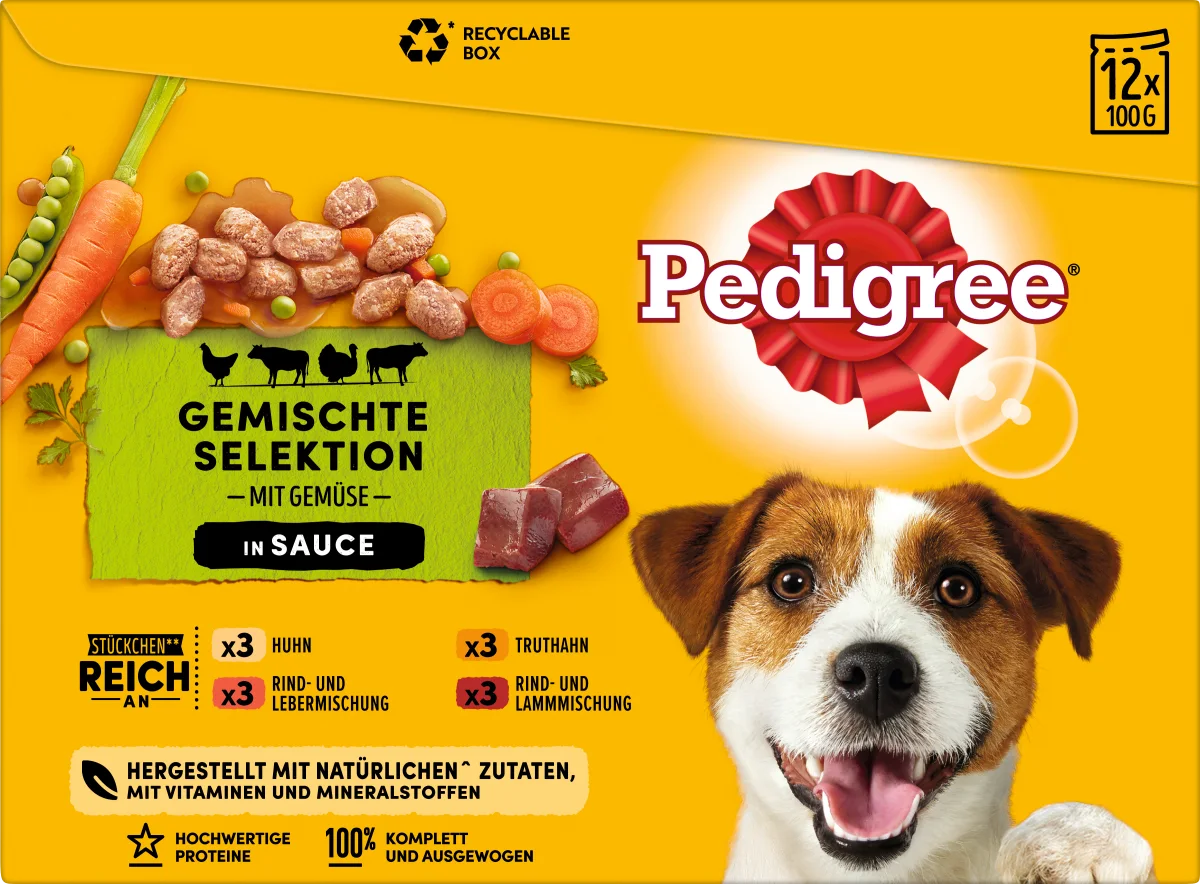 * RECYCLABLE
BOX
12x
100G
Pedigree®
GEMISCHTE
SELEKTION
– MIT GEMÜSE –
IN SAUCE
STÜCKCHEN**
REICH
– AN –
x3 HUHN
x3 TRUTHAHN
x3 RIND- UND
LEBERMISCHUNG
x3 RIND- UND
LAMMMISCHUNG
HERGESTELLT MIT NATÜRLICHEN^ ZUTATEN,
MIT VITAMINEN UND MINERALSTOFFEN
HOCHWERTIGE
PROTEINE
100% KOMPLETT
UND AUSGEWOGEN